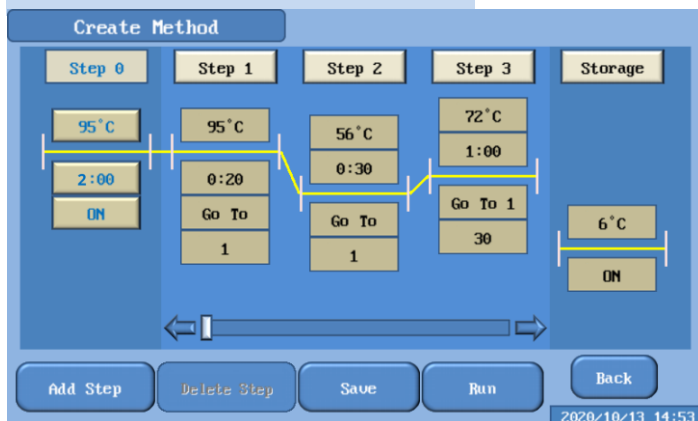 Create Method
Step 0
Step 1
Step 2
Step 3
Storage
95°C
2:00
ON
95°C
0:20
Go To
1
56°C
0:30
Go To
1
72°C
1:00
Go To 1
30
6°C
ON
Add Step
Delete Step
Save
Run
Back
2020/10/13 14:53